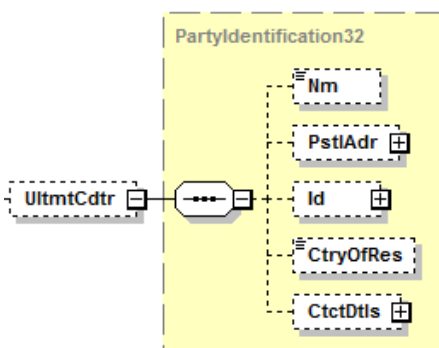 PartyIdentification32
Nm
PstlAdr
UltmtCdtr
Id
CtryOfRes
CtctDtls